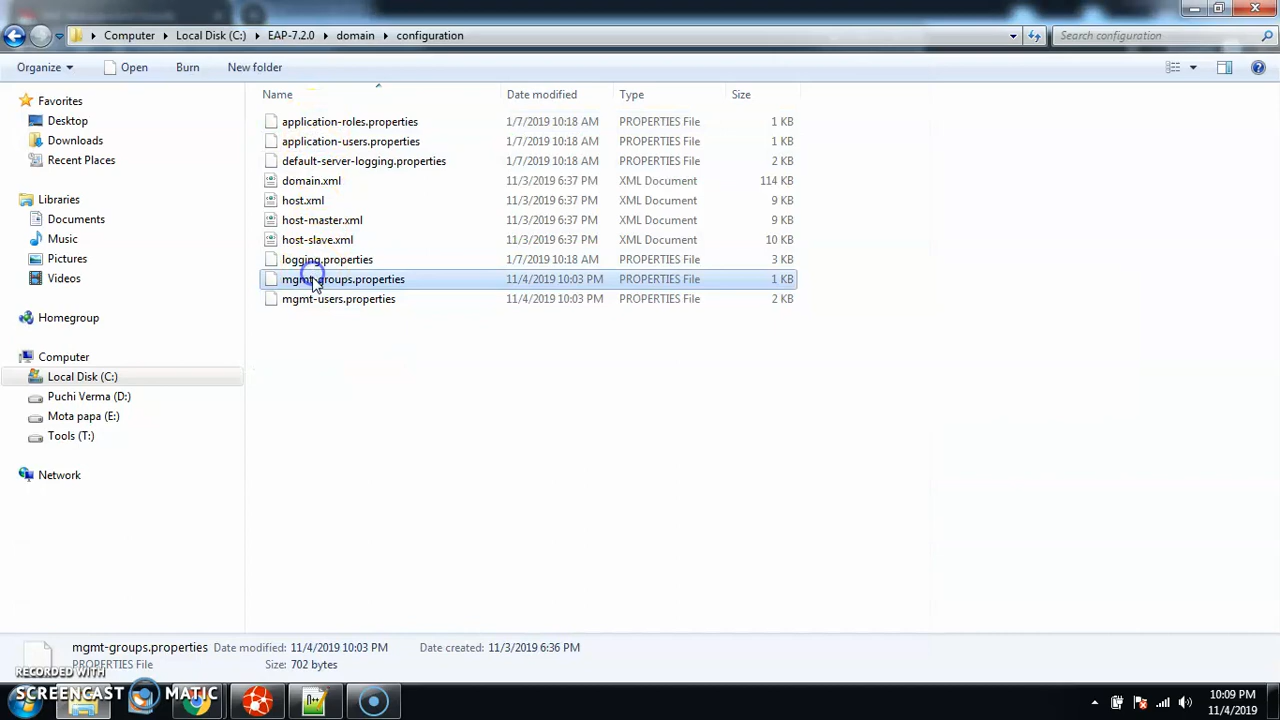 Computer Local Disk (C:) EAP-7.2.0 domain configuration Search configuration
Organize Open Burn New folder
Name Date modified Type Size
Favorites
Desktop
Downloads
Recent Places
Libraries
Documents
Music
Pictures
Videos
Homegroup
Computer
Local Disk (C:)
Puchi Verma (D:)
Mota papa (E:)
Tools (T:)
Network
application-roles.properties 1/7/2019 10:18 AM PROPERTIES File 1 KB
application-users.properties 1/7/2019 10:18 AM PROPERTIES File 1 KB
default-server-logging.properties 1/7/2019 10:18 AM PROPERTIES File 2 KB
domain.xml 11/3/2019 6:37 PM XML Document 114 KB
host.xml 11/3/2019 6:37 PM XML Document 9 KB
host-master.xml 11/3/2019 6:37 PM XML Document 9 KB
host-slave.xml 11/3/2019 6:37 PM XML Document 10 KB
logging.properties 1/7/2019 10:18 AM PROPERTIES File 3 KB
mgmt-groups.properties 11/4/2019 10:03 PM PROPERTIES File 1 KB
mgmt-users.properties 11/4/2019 10:03 PM PROPERTIES File 2 KB
mgmt-groups.properties Date modified: 11/4/2019 10:03 PM Date created: 11/3/2019 6:36 PM
PROPERTIES File Size: 702 bytes
RECORDED WITH
SCREENCAST MATIC
10:09 PM
11/4/2019